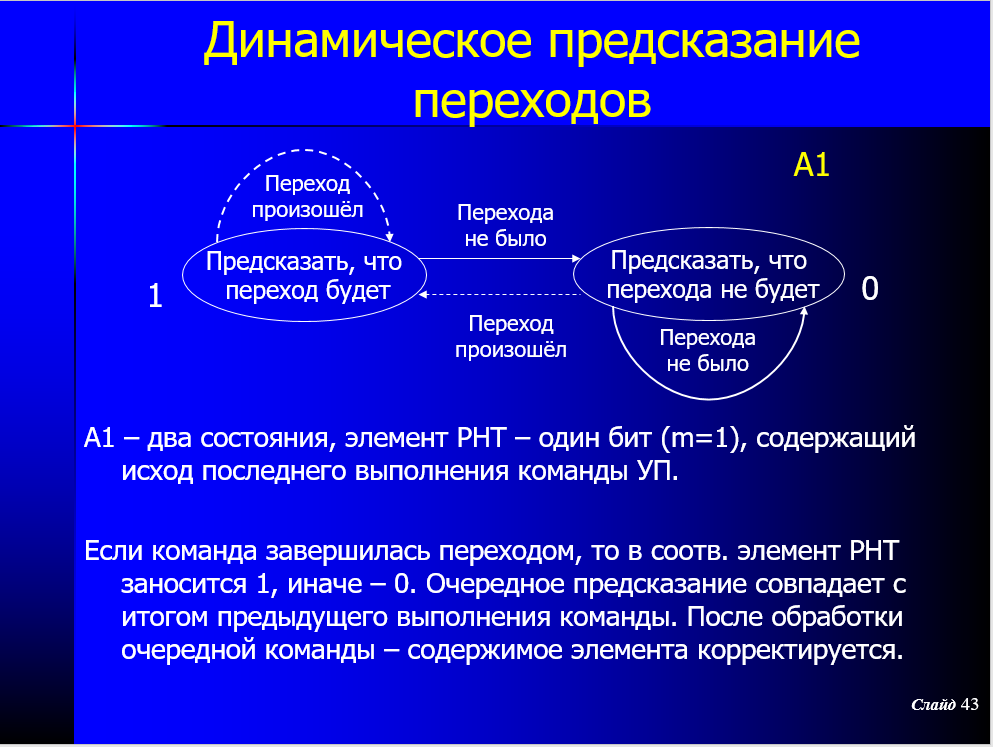 Динамическое предсказание
переходов
A1
Переход
произошёл
Перехода
не было
Предсказать, что
переход будет
1
Предсказать, что
перехода не будет
0
Переход
произошёл
Перехода
не было
A1 – два состояния, элемент PHT – один бит (m=1), содержащий
исход последнего выполнения команды УП.
Если команда завершилась переходом, то в соотв. элемент PHT
заносится 1, иначе – 0. Очередное предсказание совпадает с
итогом предыдущего выполнения команды. После обработки
очередной команды – содержимое элемента корректируется.
Слайд 43